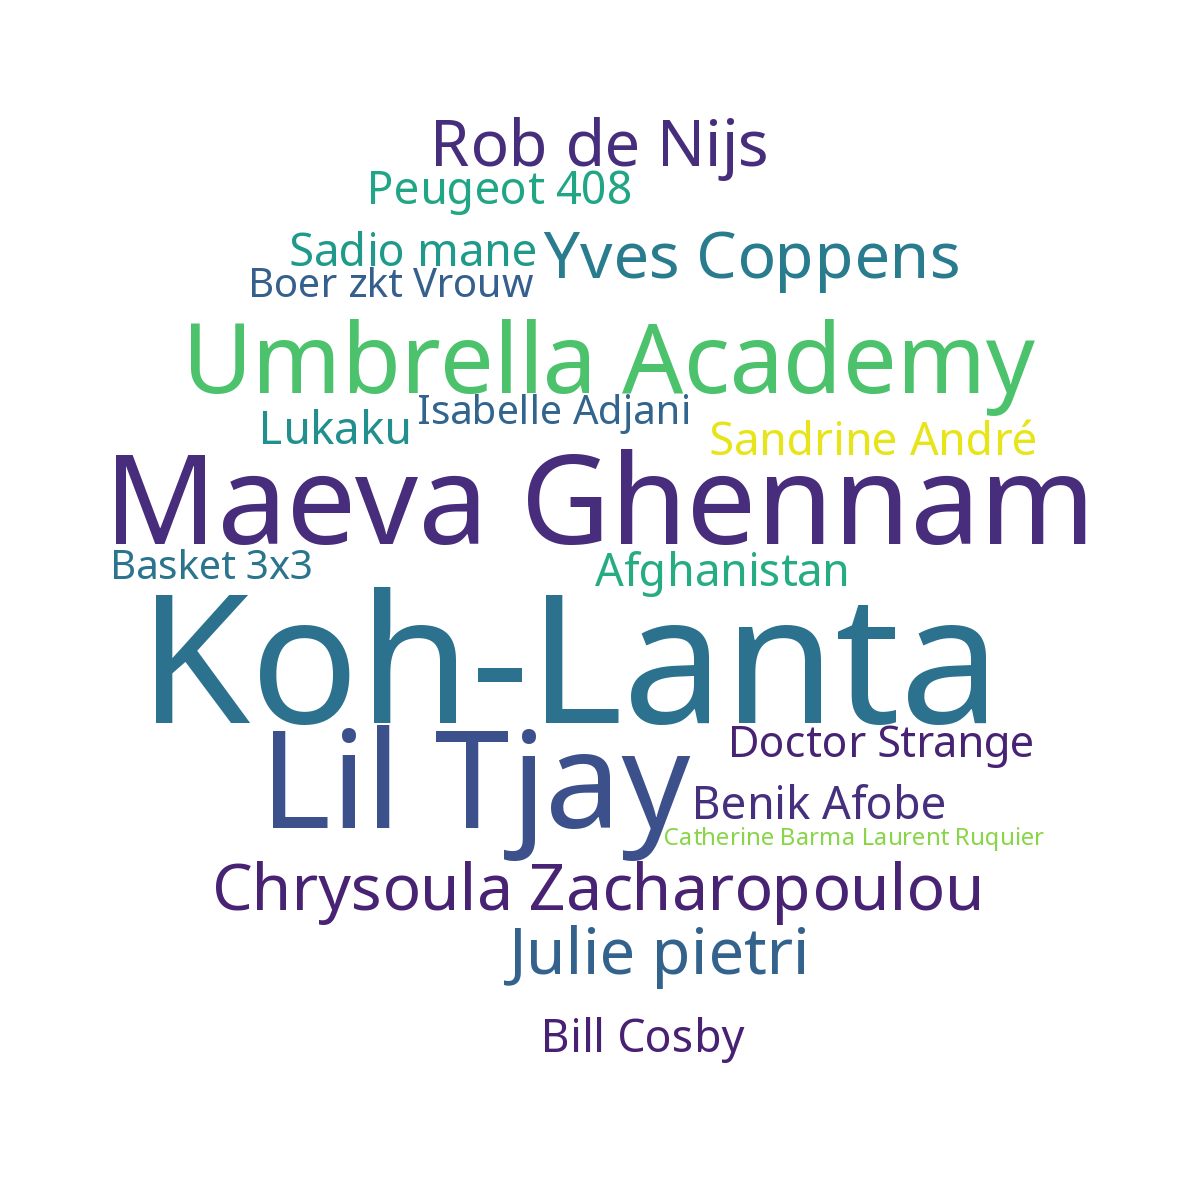 Rob de Nijs
Peugeot 408
Sadio mane
Yves Coppens
Boer zkt Vrouw
Umbrella Academy
Isabelle Adjani
Lukaku
Sandrine André
Maeva Ghennam
Basket 3x3
Afghanistan
Koh-Lanta
Lil Tjay
Doctor Strange
Benik Afobe
Catherine Barma Laurent Ruquier
Chrysoula Zacharopoulou
Julie pietri
Bill Cosby